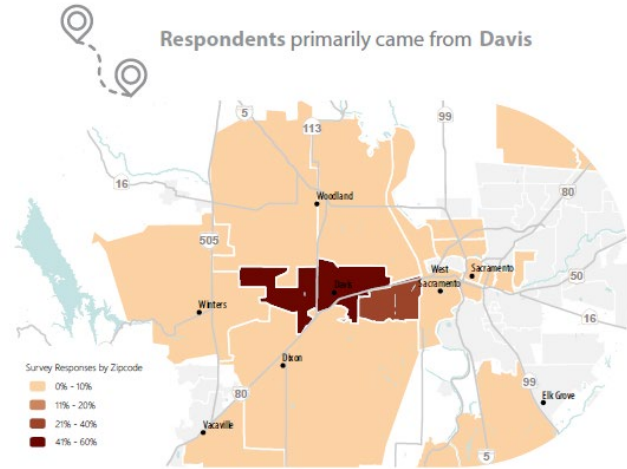 Respondents primarily came from Davis
5
99
113
16
80
Woodland
505
West
Sacramento
Sacramento
50
Davis
Winters
16
Dixon
Survey Responses by Zipcode
0% - 10%
11% - 20%
21% - 40%
41% - 60%
80
99
Elk Grove
Vacaville
5